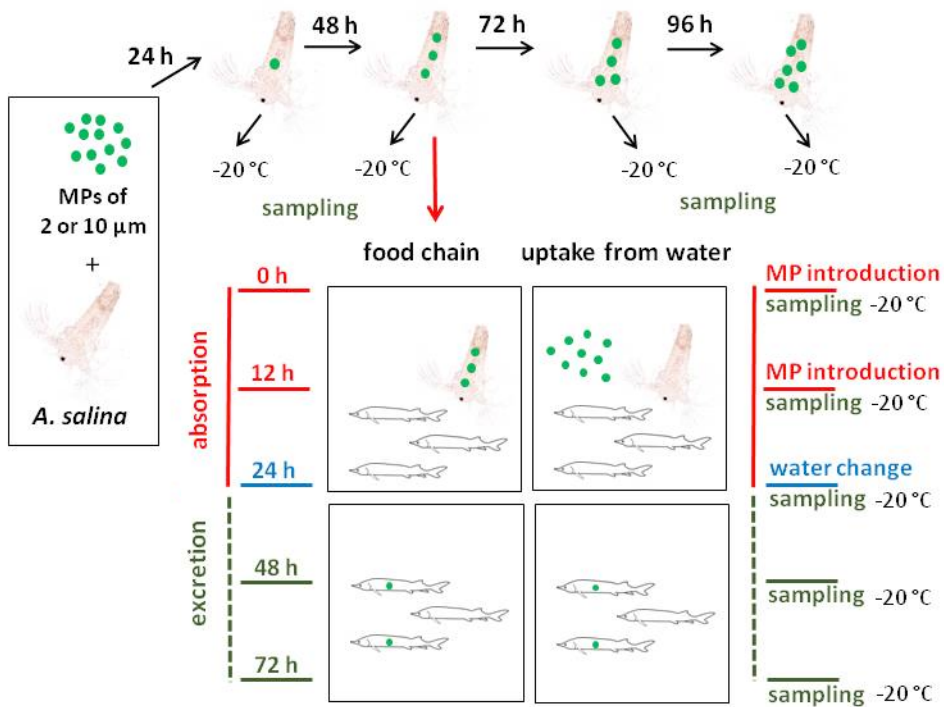 24 h
48 h
72 h
96 h
MPs of
2 or 10 µm
+
A. salina
-20 °C
-20 °C
-20 °C
-20 °C
sampling
sampling
food chain
uptake from water
absorption
excretion
0 h
12 h
24 h
48 h
72 h
MP introduction
sampling -20 °C
MP introduction
sampling -20 °C
water change
sampling -20 °C
sampling -20 °C
sampling -20 °C